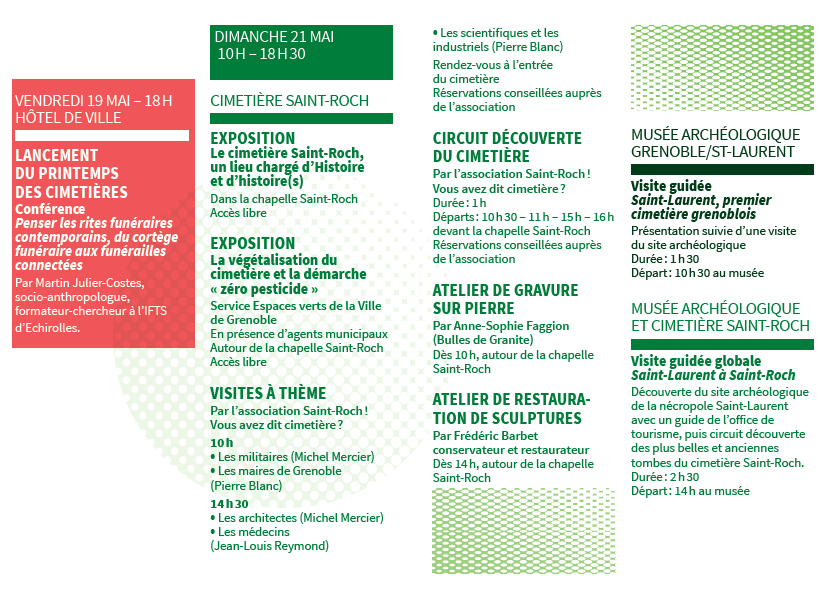 VENDREDI 19 MAI – 18 H
HÔTEL DE VILLE
LANCEMENT
DU PRINTEMPS
DES CIMETIÈRES
Conférence
Penser les rites funéraires
contemporains, du cortège
funéraire aux funérailles
connectées
Par Martin Julier-Costes,
socio-anthropologue,
formateur-chercheur à l'IFTS
d'Echirolles.
DIMANCHE 21 MAI
10 H – 18 H 30
CIMETIÈRE SAINT-ROCH
EXPOSITION
Le cimetière Saint-Roch,
un lieu chargé d'Histoire
et d'histoire(s)
Dans la chapelle Saint-Roch
Accès libre
EXPOSITION
La végétalisation du
cimetière et la démarche
« zéro pesticide »
Service Espaces verts de la Ville
de Grenoble
En présence d'agents municipaux
Autour de la chapelle Saint-Roch
Accès libre
VISITES À THÈME
Par l'association Saint-Roch !
Vous avez dit cimetière ?
10 h
• Les militaires (Michel Mercier)
• Les maires de Grenoble
(Pierre Blanc)
14 h 30
• Les architectes (Michel Mercier)
• Les médecins
(Jean-Louis Reymond)
• Les scientifiques et les
industriels (Pierre Blanc)
Rendez-vous à l'entrée
du cimetière
Réservations conseillées auprès
de l'association
CIRCUIT DÉCOUVERTE
DU CIMETIÈRE
Par l'association Saint-Roch !
Vous avez dit cimetière ?
Durée : 1 h
Départs : 10 h 30 – 11 h – 15 h – 16 h
devant la chapelle Saint-Roch
Réservations conseillées auprès
de l'association
ATELIER DE GRAVURE
SUR PIERRE
Par Anne-Sophie Faggion
(Bulles de Granite)
Dès 10 h, autour de la chapelle
Saint-Roch
ATELIER DE RESTAURA-
TION DE SCULPTURES
Par Frédéric Barbet
conservateur et restaurateur
Dès 14 h, autour de la chapelle
Saint-Roch
MUSÉE ARCHÉOLOGIQUE
GRENOBLE/ST-LAURENT
Visite guidée
Saint-Laurent, premier
cimetière grenoblois
Présentation suivie d'une visite
du site archéologique
Durée : 1 h 30
Départ : 10 h 30 au musée
MUSÉE ARCHÉOLOGIQUE
ET CIMETIÈRE SAINT-ROCH
Visite guidée globale
Saint-Laurent à Saint-Roch
Découverte du site archéologique
de la nécropole Saint-Laurent
avec un guide de l'office de
tourisme, puis circuit découverte
des plus belles et anciennes
tombes du cimetière Saint-Roch.
Durée : 2 h 30
Départ : 14 h au musée